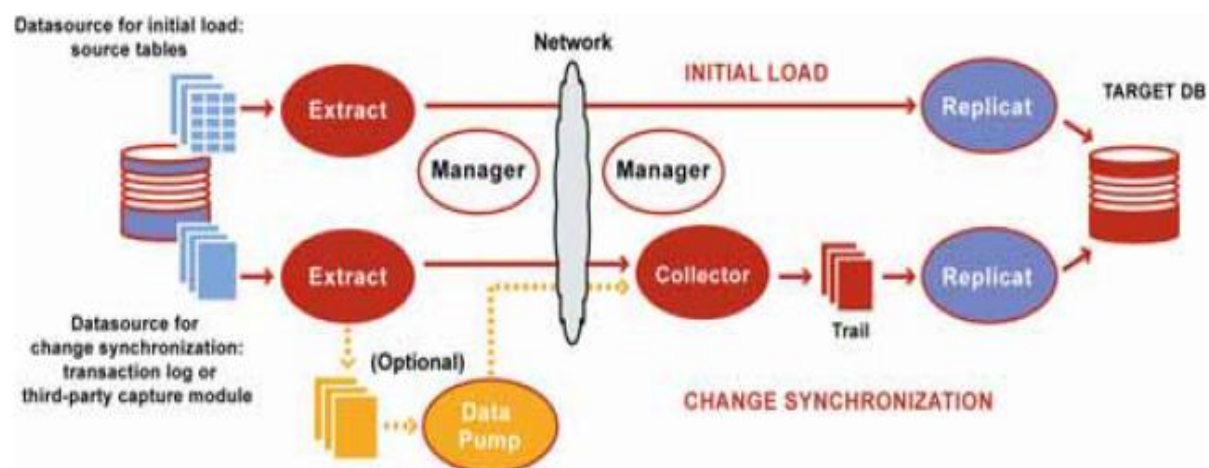 Datasource for initial load:
source tables
Network
INITIAL LOAD
Extract
Replicat
TARGET DB
Manager
Manager
Extract
Collector
Replicat
Trail
Datasource for
change synchronization:
transaction log or
third-party capture module
(Optional)
Data
Pump
CHANGE SYNCHRONIZATION